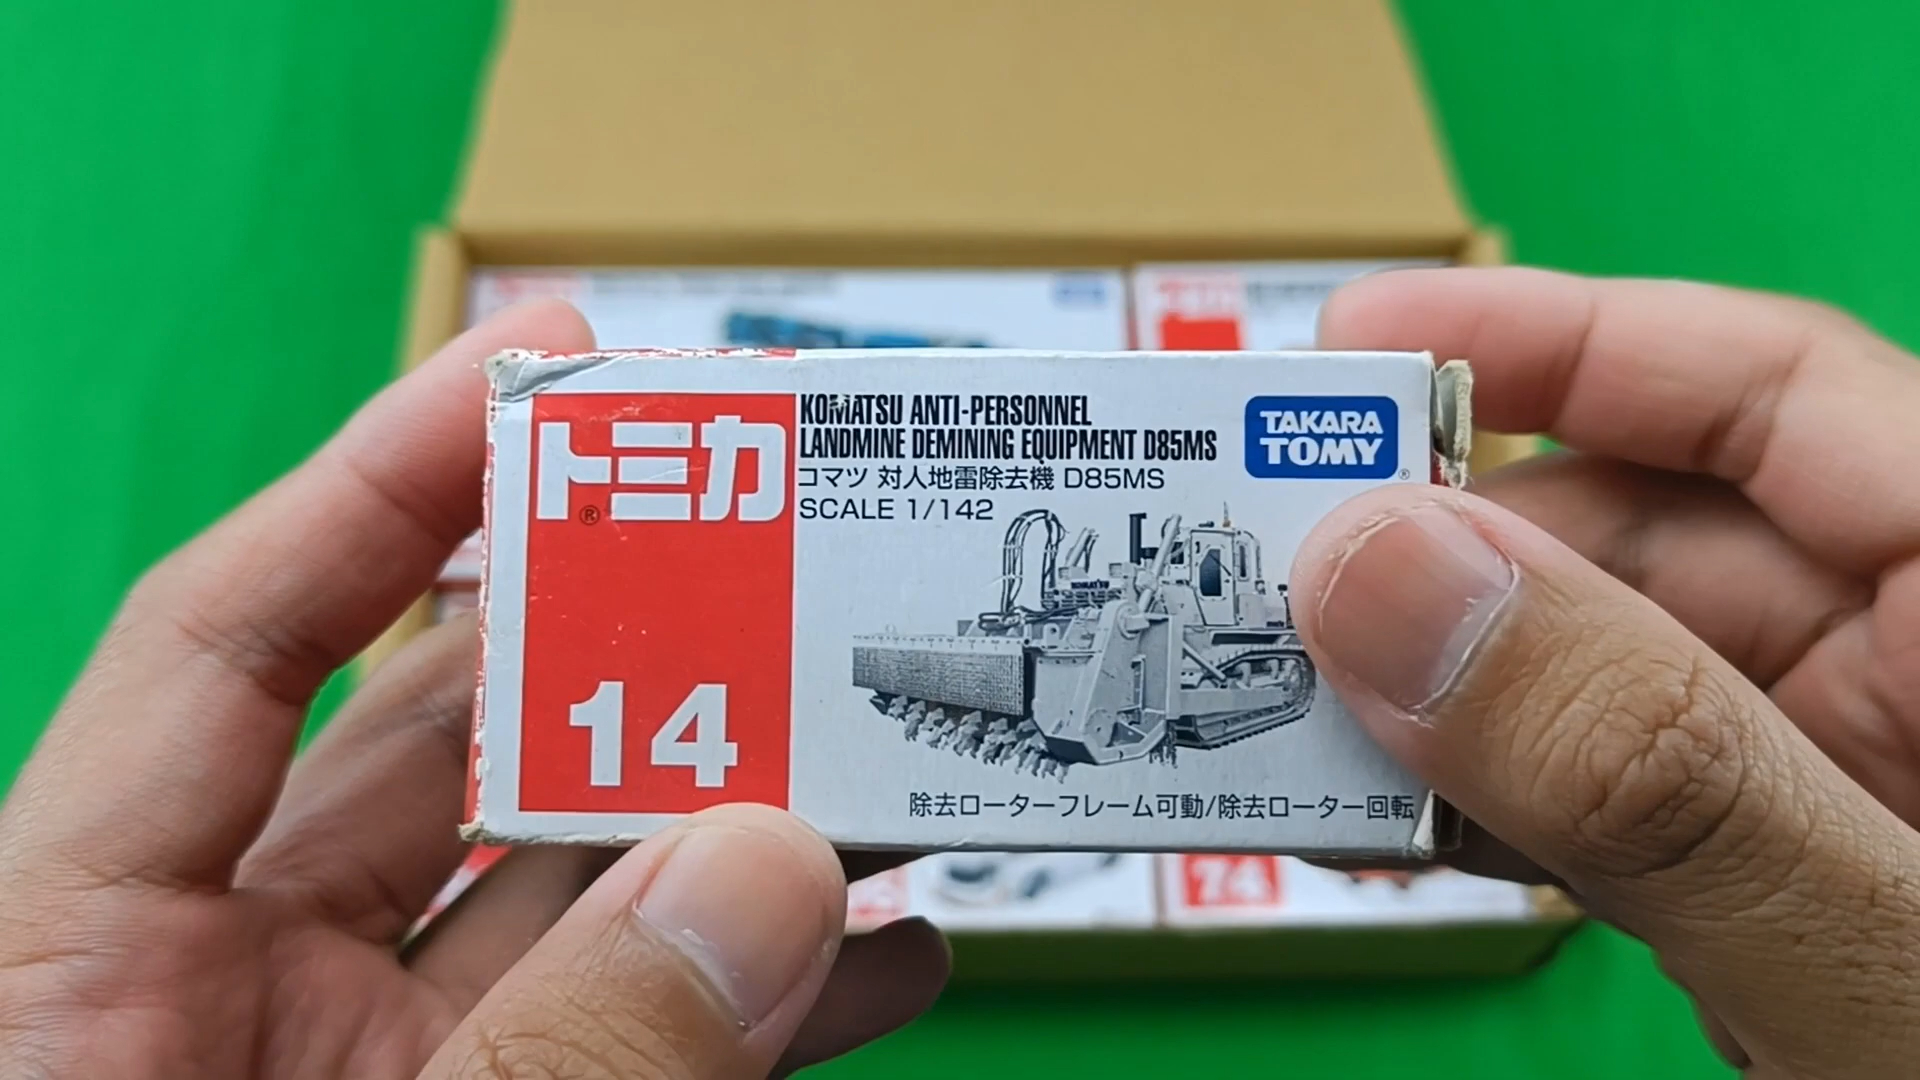 トミカ
®
14
KOMATSU ANTI-PERSONNEL
LANDMINE DEMINING EQUIPMENT D85MS
コマツ 対人地雷除去機 D85MS
SCALE 1/142
TAKARA
TOMY
®
KOMATSU
除去ローターフレーム可動/除去ローター回転
74